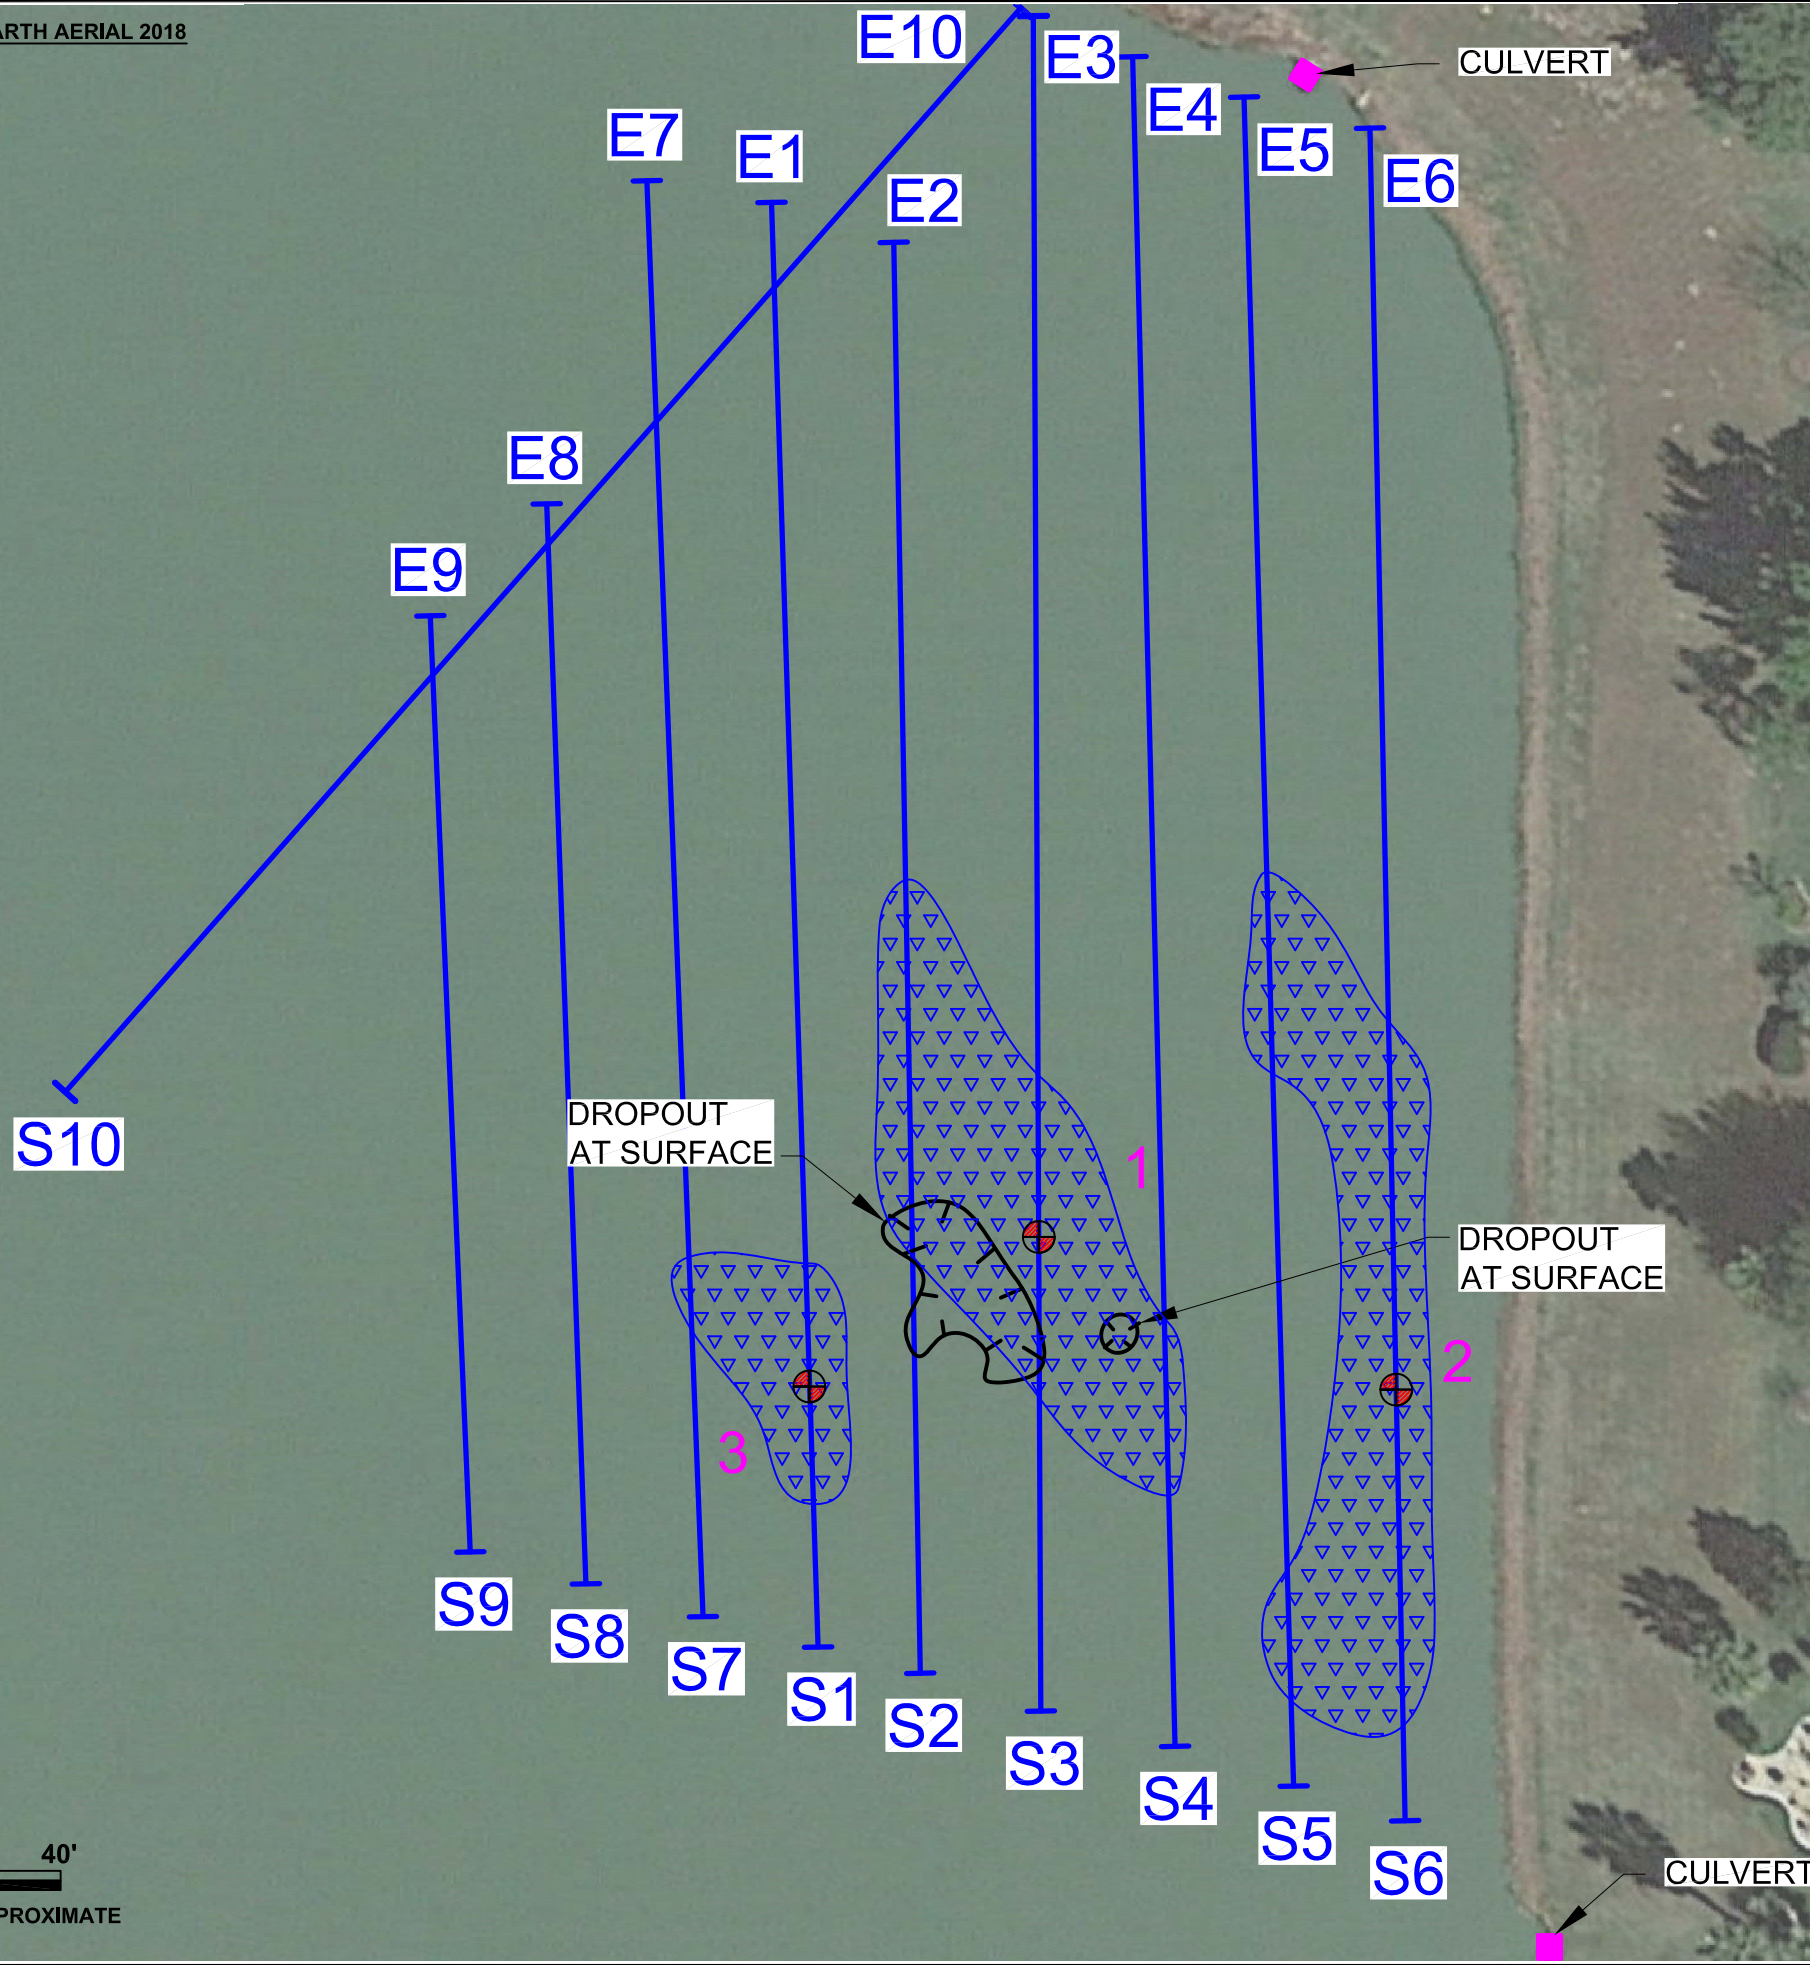 ARTH AERIAL 2018
E10
E3
CULVERT
E4
E7
E1
E5
E6
E2
E8
E9
DROPOUT
AT SURFACE
S10
1
DROPOUT
AT SURFACE
2
3
S9
S8
S7
S1
S2
S3
S4
S5
S6
40'
PROXIMATE
CULVERT